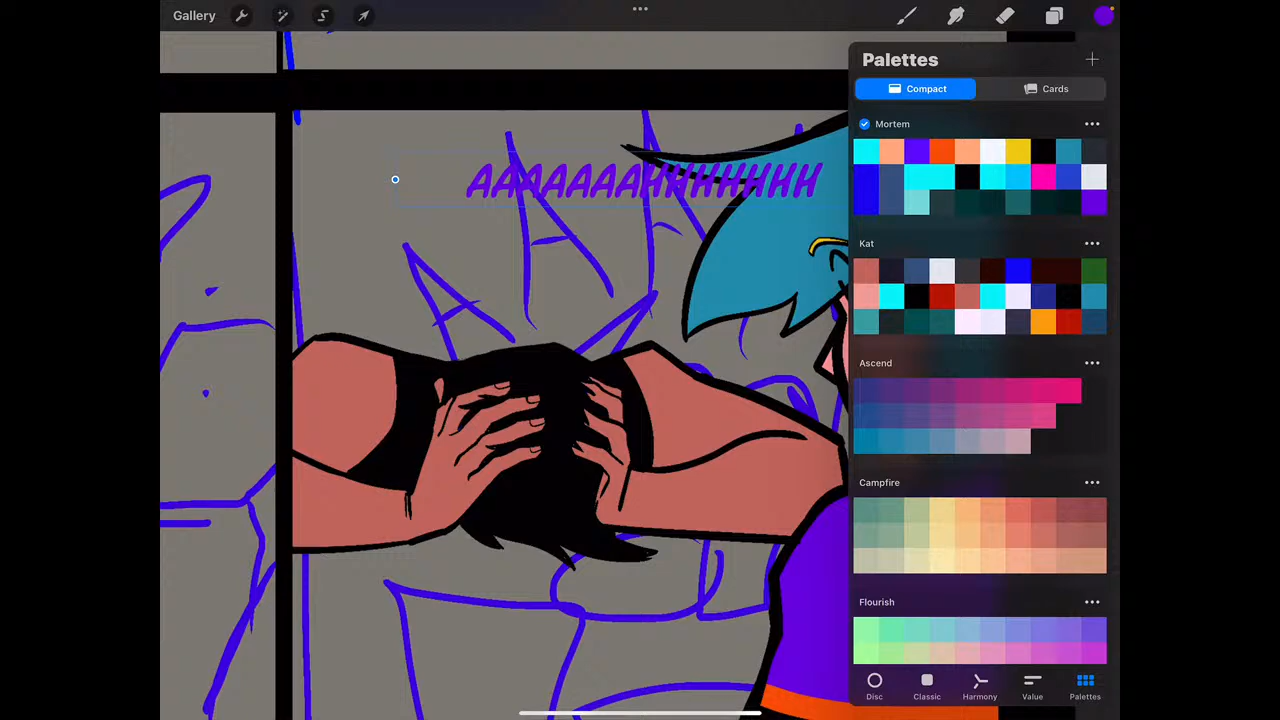 Gallery
Palettes
Compact
Cards
Mortem
AAAAAAAHHHHHHH
Kat
Ascend
Campfire
Flourish
Disc
Classic
Harmony
Value
Palettes